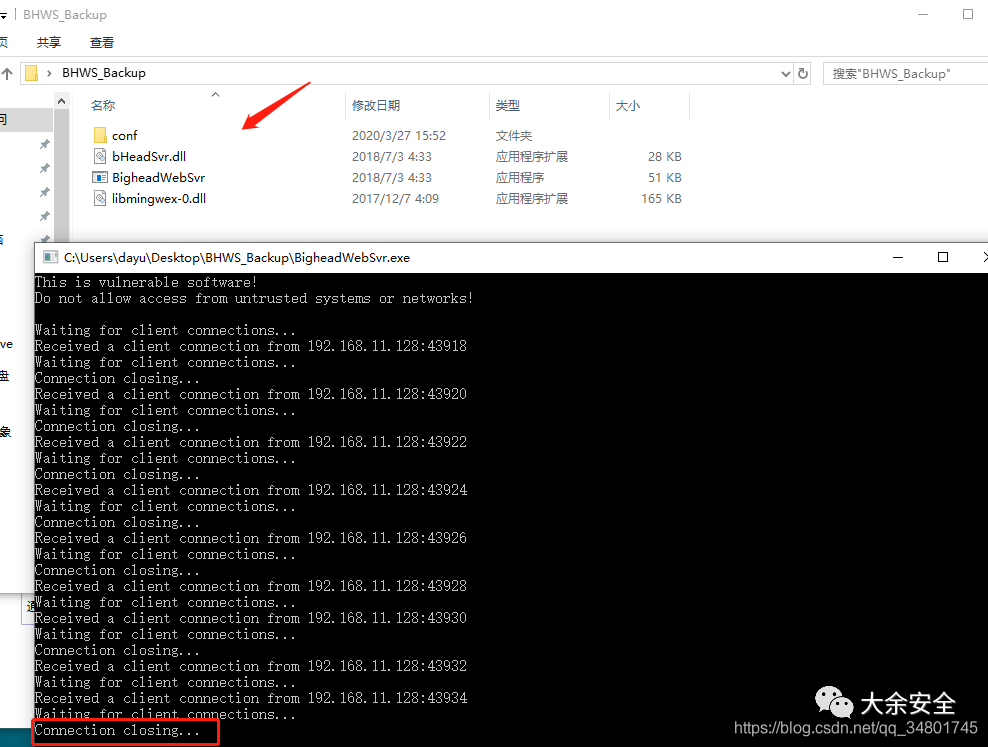 BHWS_Backup
页 共享 查看
BHWS_Backup 搜索"BHWS_Backup"
名称 修改日期 类型 大小
问
conf 2020/3/27 15:52 文件夹
bHeadSvr.dll 2018/7/3 4:33 应用程序扩展 28 KB
BigheadWebSvr 2018/7/3 4:33 应用程序 51 KB
libmingwex-0.dll 2017/12/7 4:09 应用程序扩展 165 KB
ve
盘
象
C:\Users\dayu\Desktop\BHWS_Backup\BigheadWebSvr.exe
This is vulnerable software!
Do not allow access from untrusted systems or networks!
Waiting for client connections...
Received a client connection from 192.168.11.128:43918
Waiting for client connections...
Connection closing...
Received a client connection from 192.168.11.128:43920
Waiting for client connections...
Connection closing...
Received a client connection from 192.168.11.128:43922
Waiting for client connections...
Connection closing...
Received a client connection from 192.168.11.128:43924
Waiting for client connections...
Connection closing...
Received a client connection from 192.168.11.128:43926
Waiting for client connections...
Connection closing...
Received a client connection from 192.168.11.128:43928
Waiting for client connections...
Received a client connection from 192.168.11.128:43930
Waiting for client connections...
Connection closing...
Received a client connection from 192.168.11.128:43932
Waiting for client connections...
Received a client connection from 192.168.11.128:43934
Waiting for client connections...
Connection closing...
大余安全
https://blog.csdn.net/qq_34801745